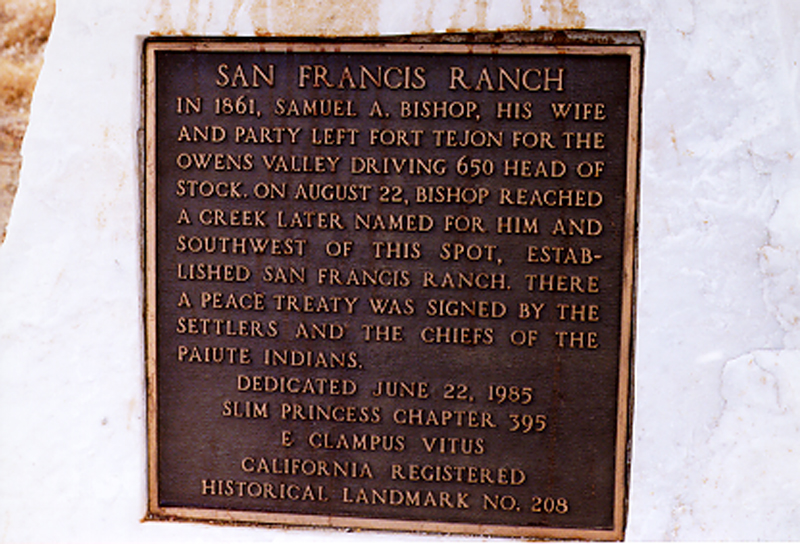 SAN FRANCIS RANCH
IN 1861, SAMUEL A. BISHOP, HIS WIFE
AND PARTY LEFT FORT TEJON FOR THE
OWENS VALLEY DRIVING 650 HEAD OF
STOCK. ON AUGUST 22, BISHOP REACHED
A CREEK LATER NAMED FOR HIM AND
SOUTHWEST OF THIS SPOT, ESTAB-
LISHED SAN FRANCIS RANCH. THERE
A PEACE TREATY WAS SIGNED BY THE
SETTLERS AND THE CHIEFS OF THE
PAIUTE INDIANS.
DEDICATED JUNE 22, 1985
SLIM PRINCESS CHAPTER 395
E CLAMPUS VITUS
CALIFORNIA REGISTERED
HISTORICAL LANDMARK NO. 208